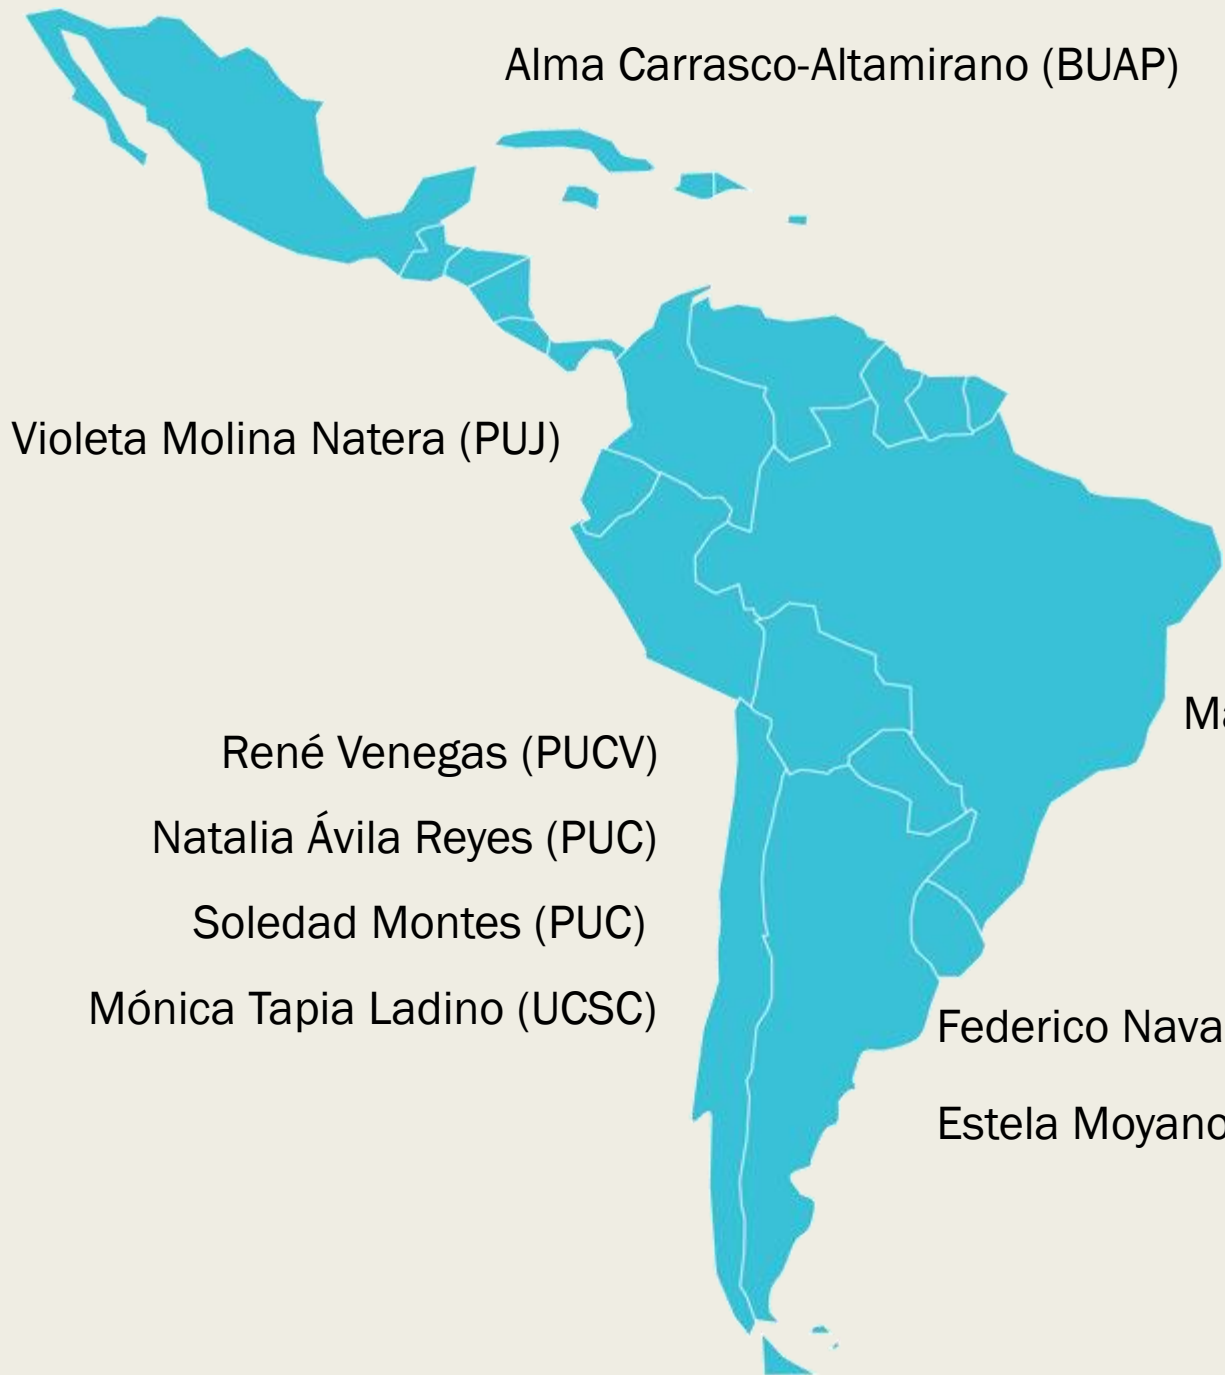 Alma Carrasco-Altamirano (BUAP)
Violeta Molina Natera (PUJ)
René Venegas (PUCV)
Natalia Ávila Reyes (PUC)
Soledad Montes (PUC)
Mónica Tapia Ladino (UCSC)
Federico
Estela Moyano